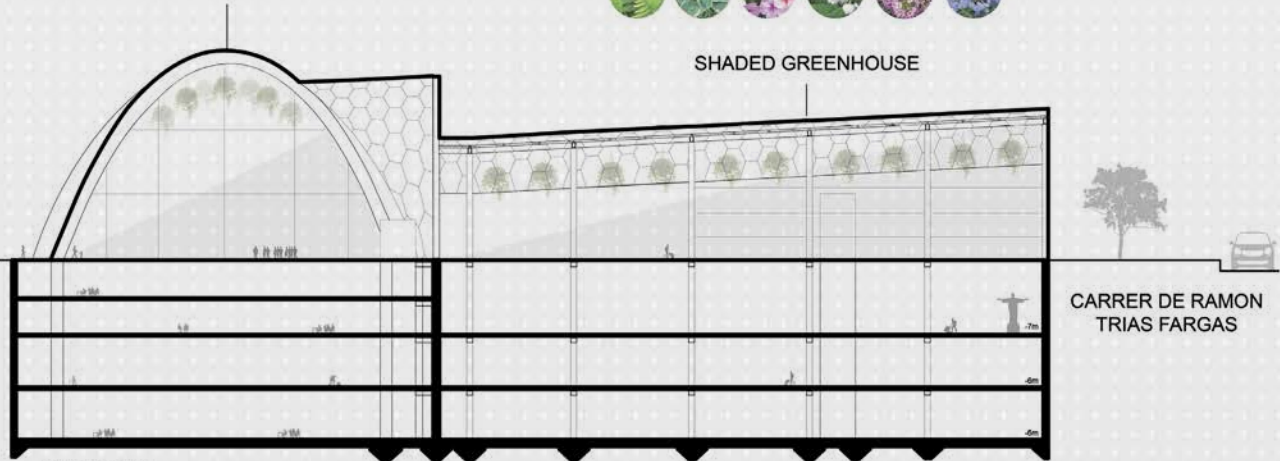 SHADED GREENHOUSE
CARRER DE RAMON
TRIAS FARGAS
-7m
-6m
-6m